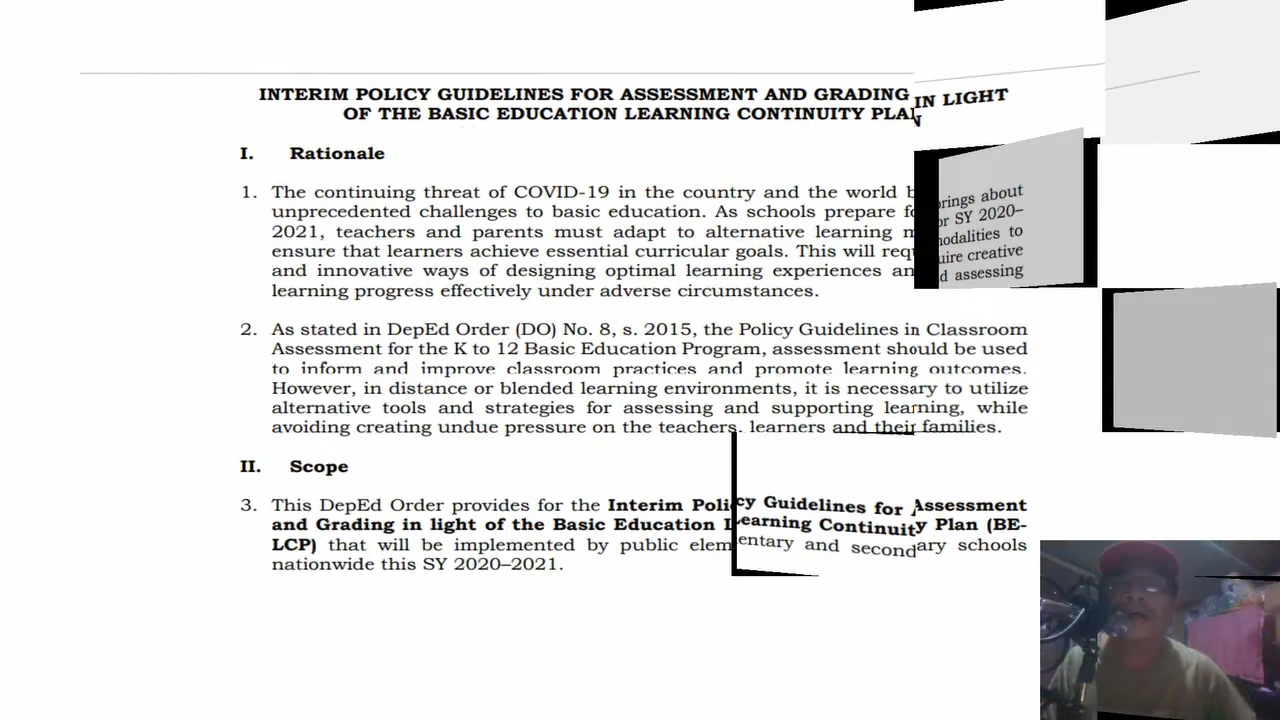 INTERIM POLICY GUIDELINES FOR ASSESSMENT AND GRADING IN LIGHT
OF THE BASIC EDUCATION LEARNING CONTINUITY PLAN
I. Rationale
1. The continuing threat of COVID-19 in the country and the world brings about
unprecedented challenges to basic education. As schools prepare for SY 2020–
2021, teachers and parents must adapt to alternative learning modalities to
ensure that learners achieve essential curricular goals. This will require creative
and innovative ways of designing optimal learning experiences and assessing
learning progress effectively under adverse circumstances.
2. As stated in DepEd Order (DO) No. 8, s. 2015, the Policy Guidelines in Classroom
Assessment for the K to 12 Basic Education Program, assessment should be used
to inform and improve classroom practices and promote learning outcomes.
However, in distance or blended learning environments, it is necessary to utilize
alternative tools and strategies for assessing and supporting learning, while
avoiding creating undue pressure on the teachers, learners and their families.
II. Scope
3. This DepEd Order provides for the Interim Policy Guidelines for Assessment
and Grading in light of the Basic Education Learning Continuity Plan (BE-
LCP) that will be implemented by public elementary and secondary schools
nationwide this SY 2020–2021.